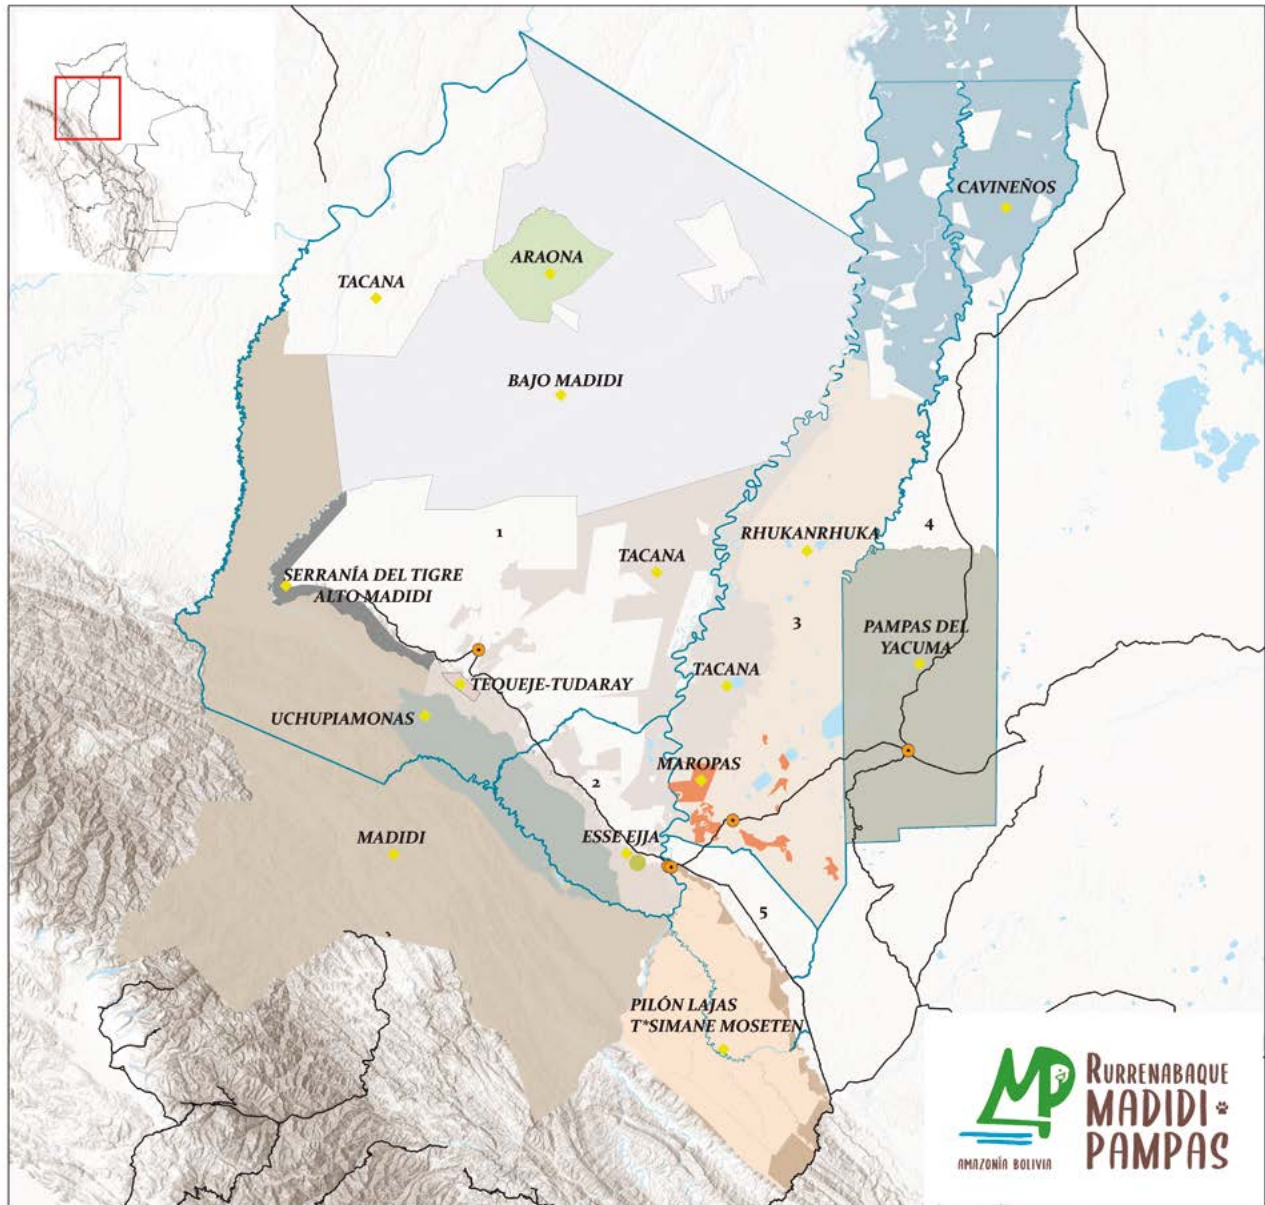 CAVINEÑOS
ARAONA
TACANA
BAJO MADIDI
1
4
RHUKANRHUKA
TACANA
SERRANÍA DEL TIGRE
ALTO MADIDI
3
PAMPAS DEL
YACUMA
TACANA
TEQUEJE-TUDARAY
UCHUPIAMONAS
MAROPAS
2
MADIDI
ESSE EJJA
5
PILÓN LAJAS
T*SIMANE MOSETEN
MP
AMAZONÍA BOLIVIA
RURRENABAQUE
MADIDI
PAMPAS